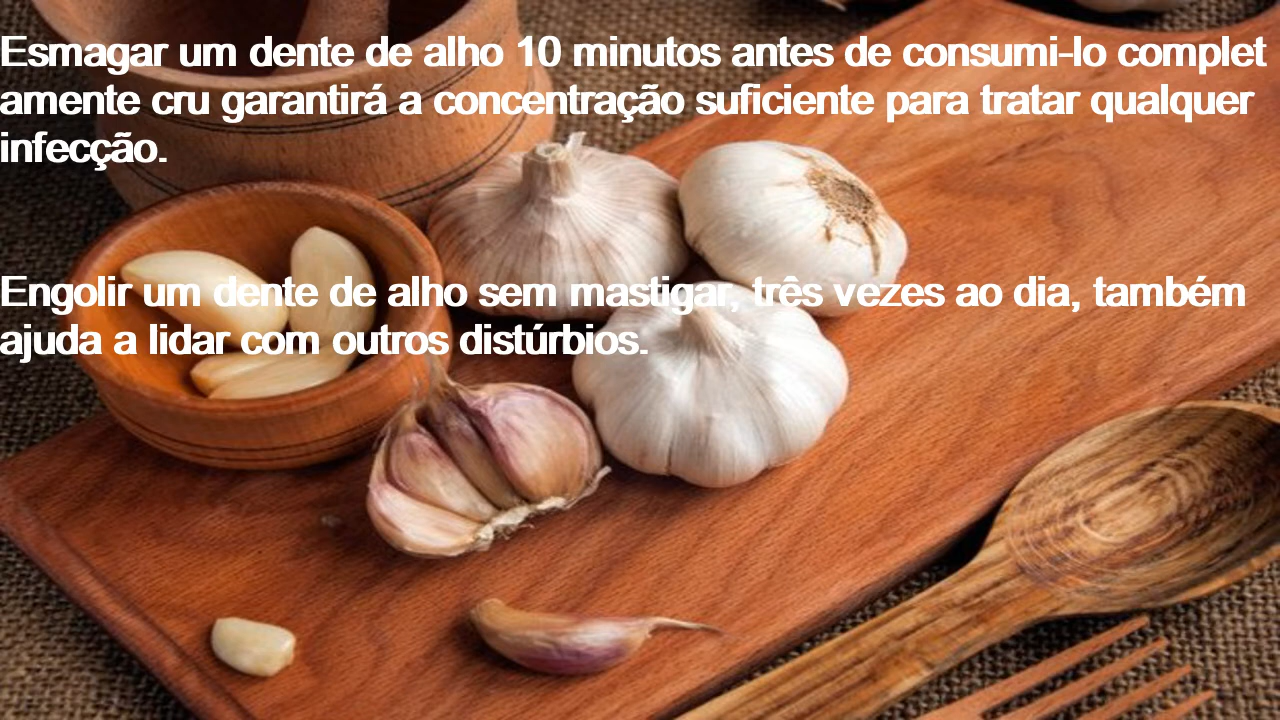 Esmagar um dente de alho 10 minutos antes de consumi-lo complet
amente cru garantirá a concentração suficiente para tratar qualquer
infecção.
Engolir um dente de alho sem mastigar, três vezes ao dia, também
ajuda a lidar com outros distúrbios.